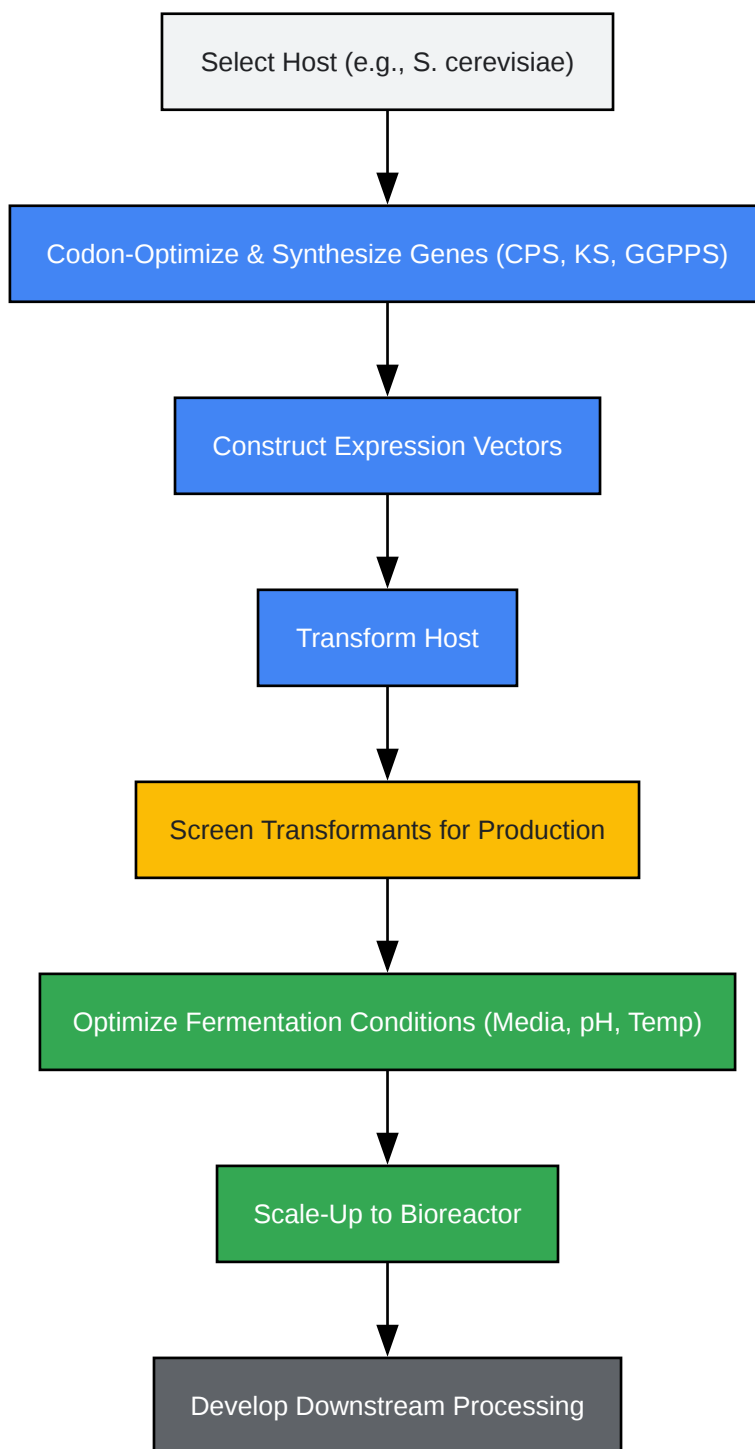 Select Host (e.g., S. cerevisiae)
Codon-Optimize & Synthesize Genes (CPS, KS, GGPPS)
Construct Expression Vectors
Transform Host
Screen Transformants for Production
Optimize Fermentation Conditions (Media, pH, Temp)
Scale-Up to Bioreactor
Develop Downstream Processing